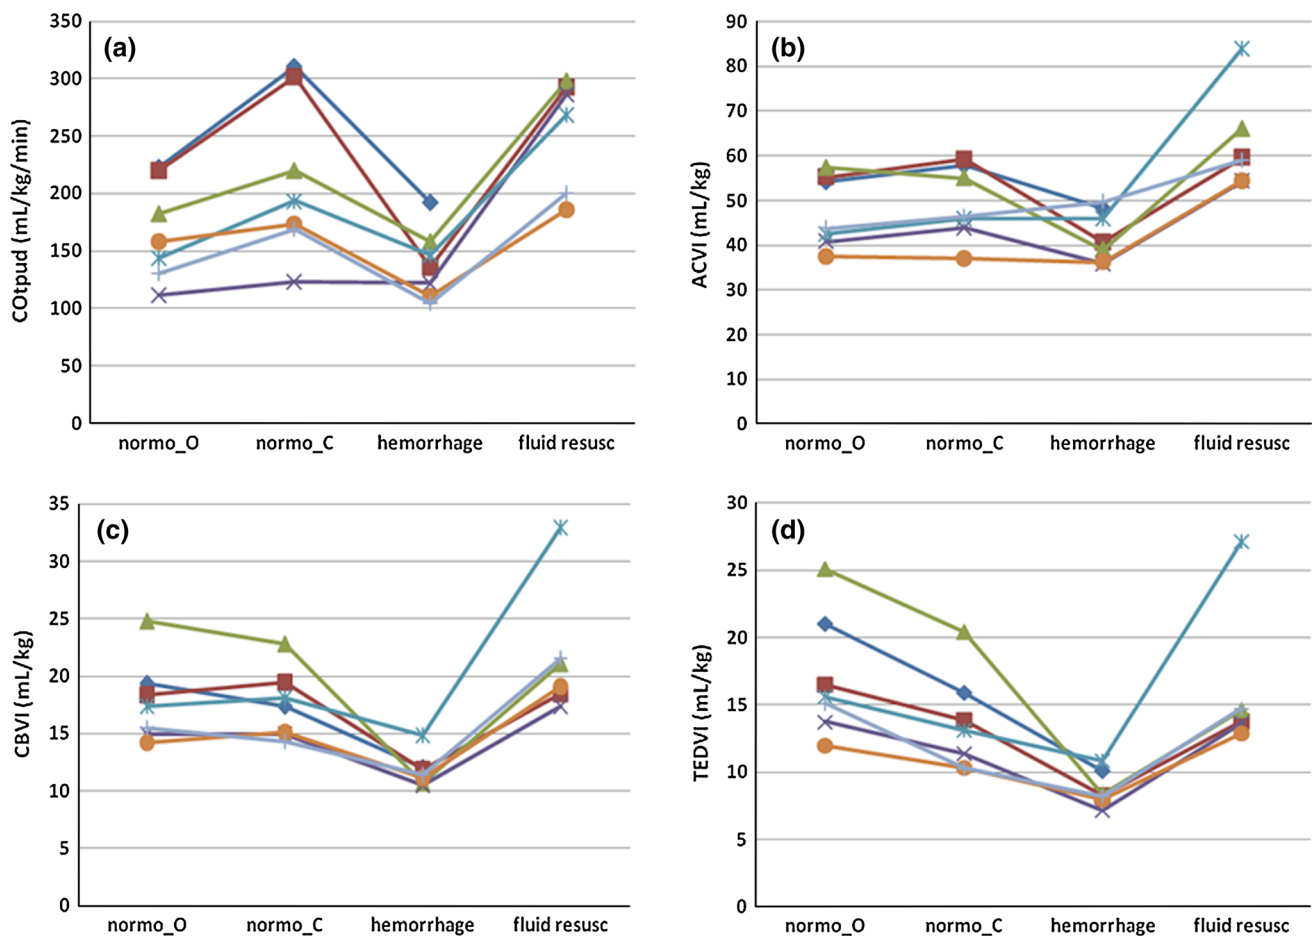 (a)
COtpud (mL/kg/min)
350
300
250
200
150
100
50
0
normo_O normo_C hemorrhage fluid resusc
(b)
ACVI (mL/kg)
90
80
70
60
50
40
30
20
10
0
normo_O normo_C hemorrhage fluid resusc
(c)
CBVI (mL/kg)
35
30
25
20
15
10
5
0
normo_O normo_C hemorrhage fluid resusc
(d)
TEDVI (mL/kg)
30
25
20
15
10
5
0
normo_O normo_C hemorrhage fluid resusc